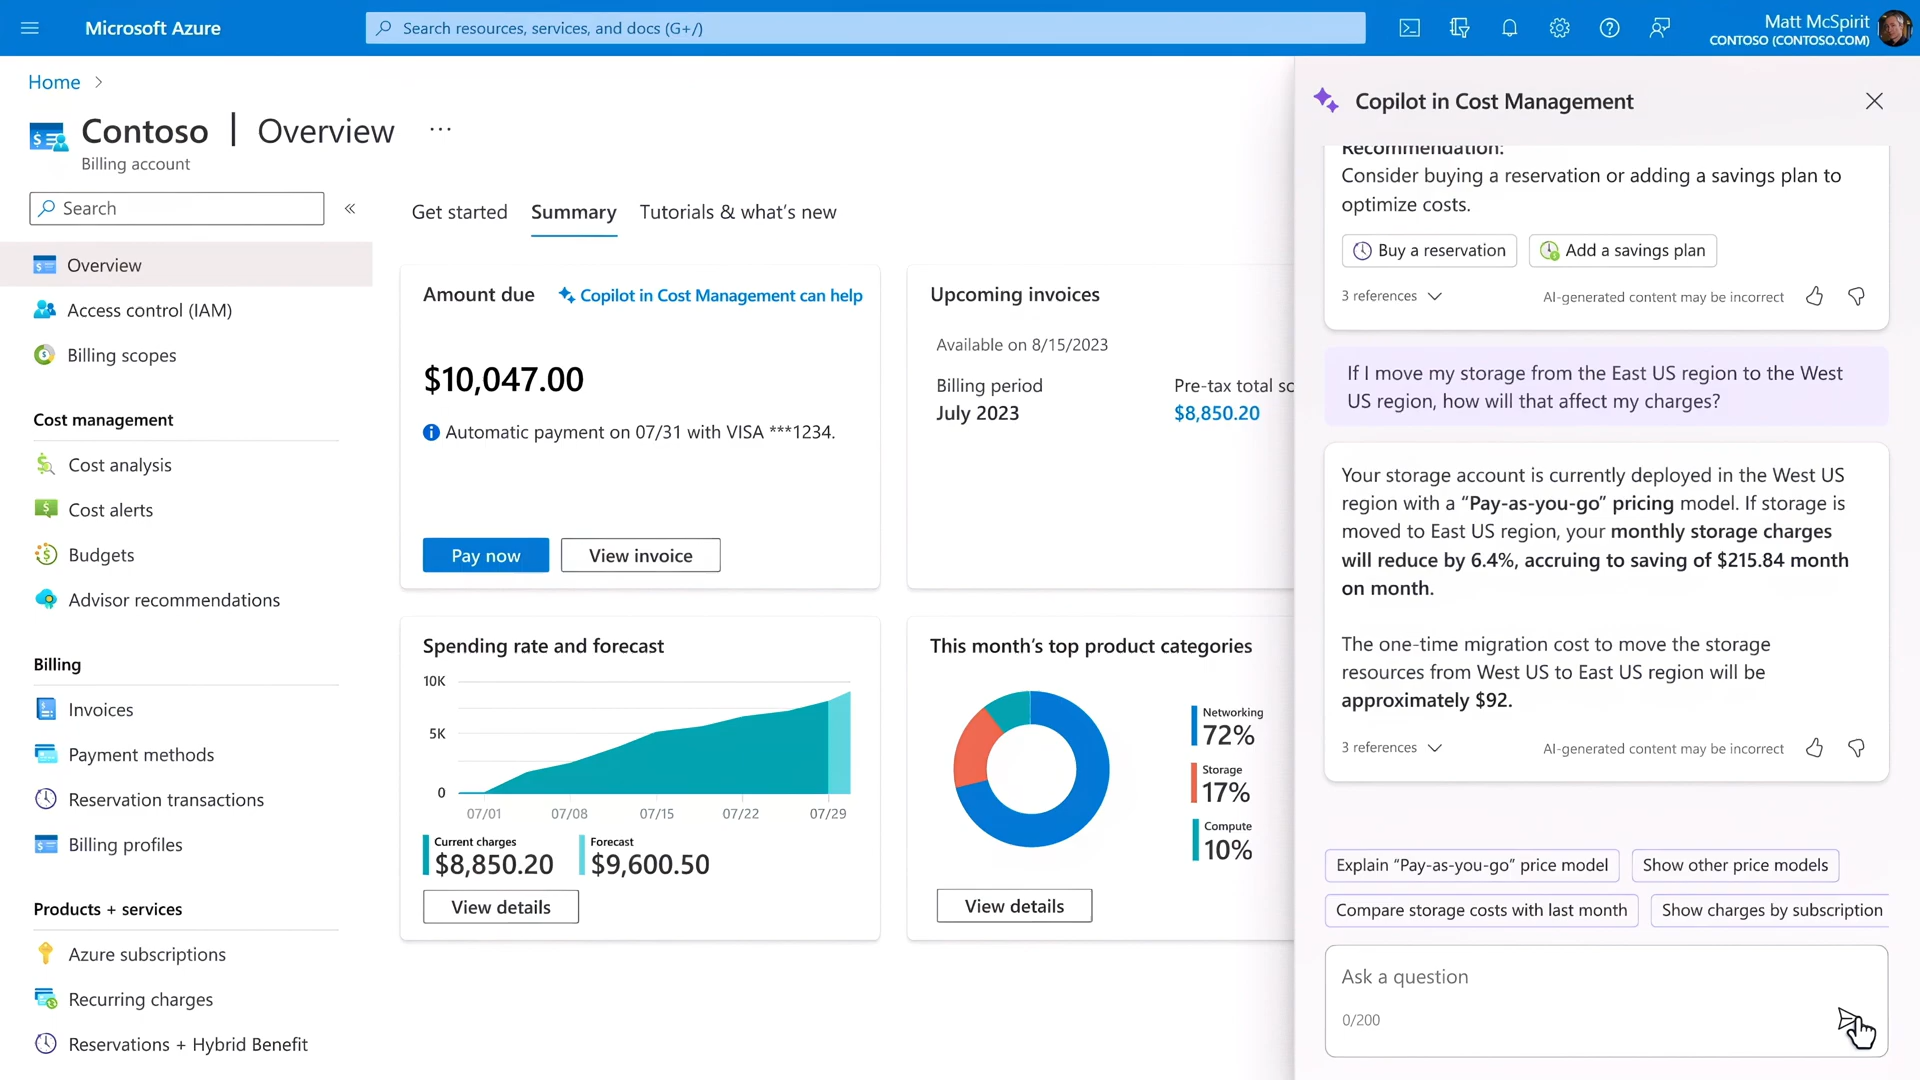 Microsoft Azure
Search resources, services, and docs (G+/)
Matt McSpirit
CONTOSO (CONTOSO.COM)
Home
Contoso | Overview ...
Billing account
Search
Overview
Access control (IAM)
Billing scopes
Cost management
Cost analysis
Cost alerts
Budgets
Advisor recommendations
Billing
Invoices
Payment methods
Reservation transactions
Billing profiles
Products + services
Azure subscriptions
Recurring charges
Reservations + Hybrid Benefit
Get started Summary Tutorials & what's new
Amount due Copilot in Cost Management can help
$10,047.00
Automatic payment on 07/31 with VISA ***1234.
Pay now View invoice
Upcoming invoices
Available on 8/15/2023
Billing period Pre-tax total
July 2023 $8,850.20
Spending rate and forecast
10K
5K
0
07/01 07/08 07/15 07/22 07/29
Current charges Forecast
$8,850.20 $9,600.50
View details
This month's top product categories
Networking
72%
Storage
17%
Compute
10%
View details
Copilot in Cost Management
Recommendation:
Consider buying a reservation or adding a savings plan to
optimize costs.
Buy a reservation Add a savings plan
3 references AI-generated content may be incorrect
If I move my storage from the East US region to the West
US region, how will that affect my charges?
Your storage account is currently deployed in the West US
region with a “Pay-as-you-go” pricing model. If storage is
moved to East US region, your monthly storage charges
will reduce by 6.4%, accruing to saving of $215.84 month
on month.
The one-time migration cost to move the storage
resources from West US to East US region will be
approximately $92.
3 references AI-generated content may be incorrect
Explain “Pay-as-you-go” price model Show other price models
Compare storage costs with last month Show charges by subscription
Ask a question
0/200